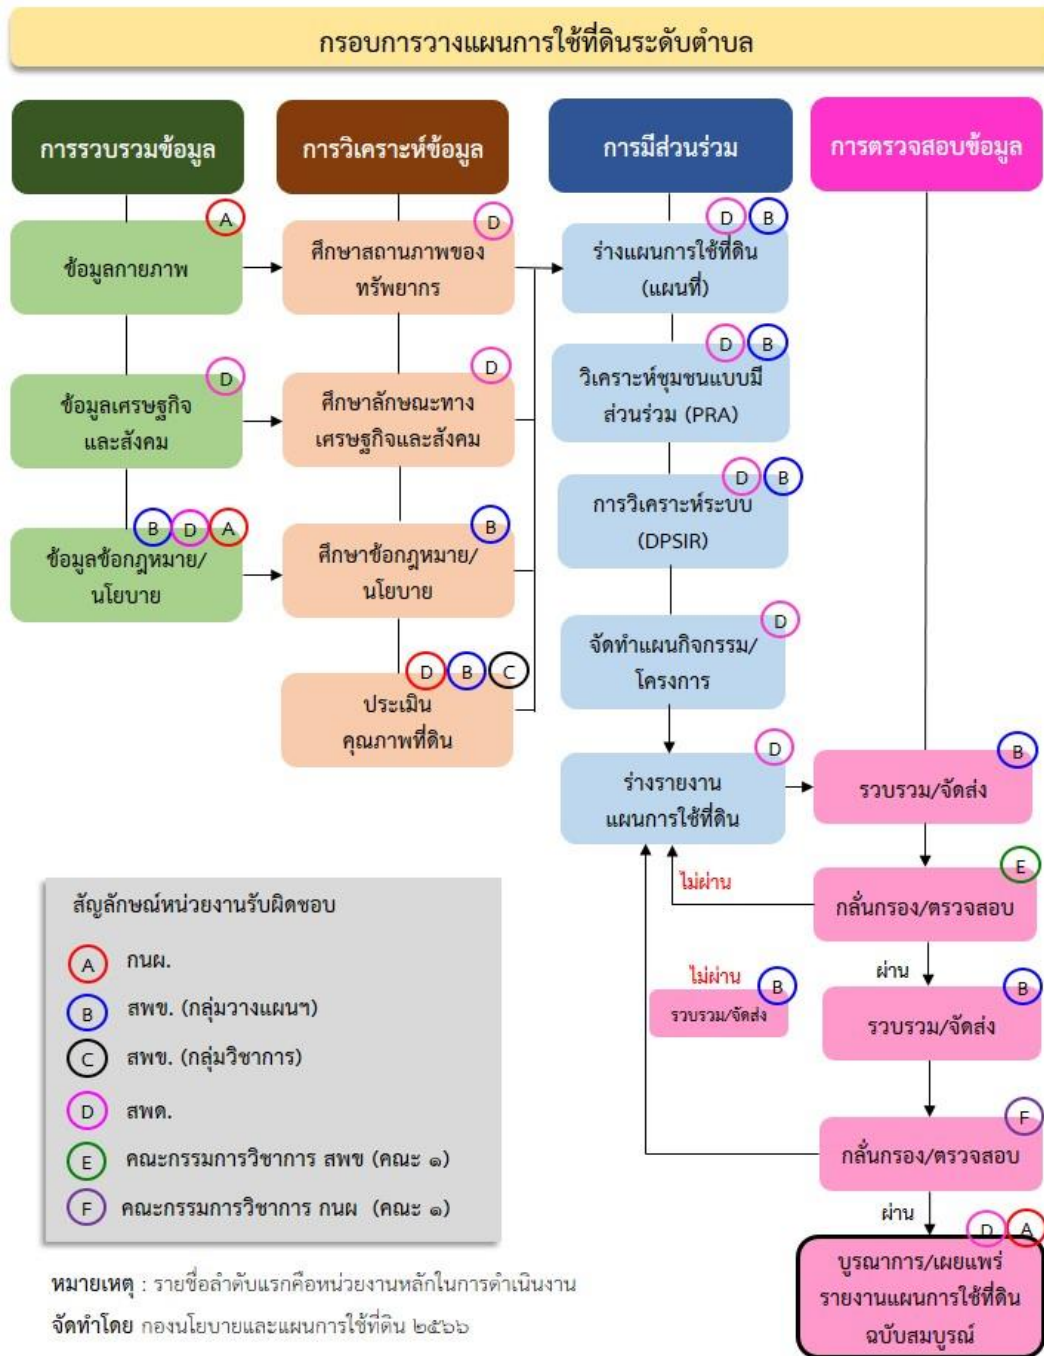 กรอบการวางแผนการใช้ที่ดินระดับตำบล
การรวบรวมข้อมูล
การวิเคราะห์ข้อมูล
การมีส่วนร่วม
การตรวจสอบข้อมูล
A
ข้อมูลกายภาพ
D
ข้อมูลเศรษฐกิจ
และสังคม
B D A
ข้อมูลข้อกฎหมาย/
นโยบาย
D
ศึกษาสถานภาพของ
ทรัพยากร
D
ศึกษาลักษณะทาง
เศรษฐกิจและสังคม
B
ศึกษาข้อกฎหมาย/
นโยบาย
D B C
ประเมิน
คุณภาพที่ดิน
D B
ร่างแผนการใช้ที่ดิน
(แผนที่)
D B
วิเคราะห์ชุมชนแบบมี
ส่วนร่วม (PRA)
D B
การวิเคราะห์ระบบ
(DPSIR)
D
จัดทำแผนกิจกรรม/
โครงการ
D
ร่างรายงาน
แผนการใช้ที่ดิน
B
รวบรวม/จัดส่ง
E
กลั่นกรอง/ตรวจสอบ
ไม่ผ่าน
ผ่าน
B
รวบรวม/จัดส่ง
ไม่ผ่าน
B
รวบรวม/จัดส่ง
F
กลั่นกรอง/ตรวจสอบ
ผ่าน
D A
บูรณาการ/เผยแพร่
รายงานแผนการใช้ที่ดิน
ฉบับสมบูรณ์
สัญลักษณ์หน่วยงานรับผิดชอบ
A กนผ.
B สพข. (กลุ่มวางแผนฯ)
C สพข. (กลุ่มวิชาการ)
D สพด.
E คณะกรรมการวิชาการ สพข (คณะ ๑)
F คณะกรรมการวิชาการ กนผ (คณะ ๑)
หมายเหตุ : รายชื่อลำดับแรกคือหน่วยงานหลักในการดำเนินงาน
จัดทำโดย กองนโยบายและแผนการใช้ที่ดิน ๒๕๖๖